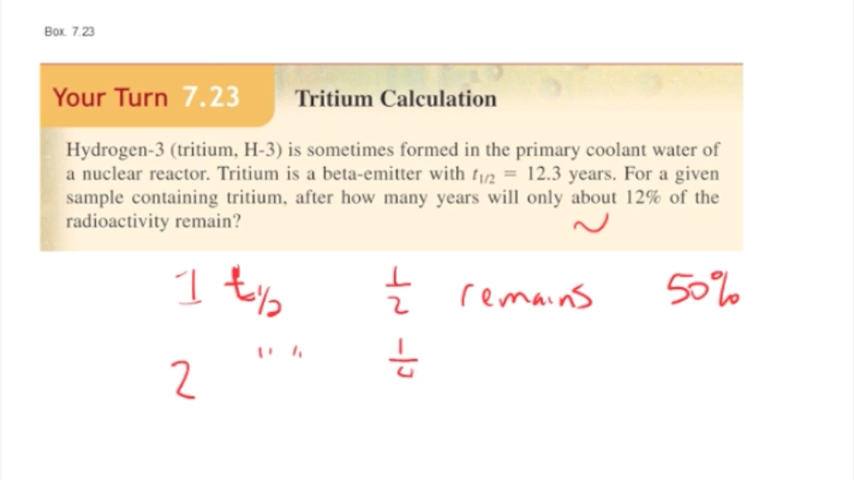 Box. 7.23
Your Turn 7.23 Tritium Calculation
Hydrogen-3 (tritium, H-3) is sometimes formed in the primary coolant water of
a nuclear reactor. Tritium is a beta-emitter with t1/2 = 12.3 years. For a given
sample containing tritium, after how many years will only about 12% of the
radioactivity remain?
~
1 t1/2 1/2 remains 50%
2 " " 1/4